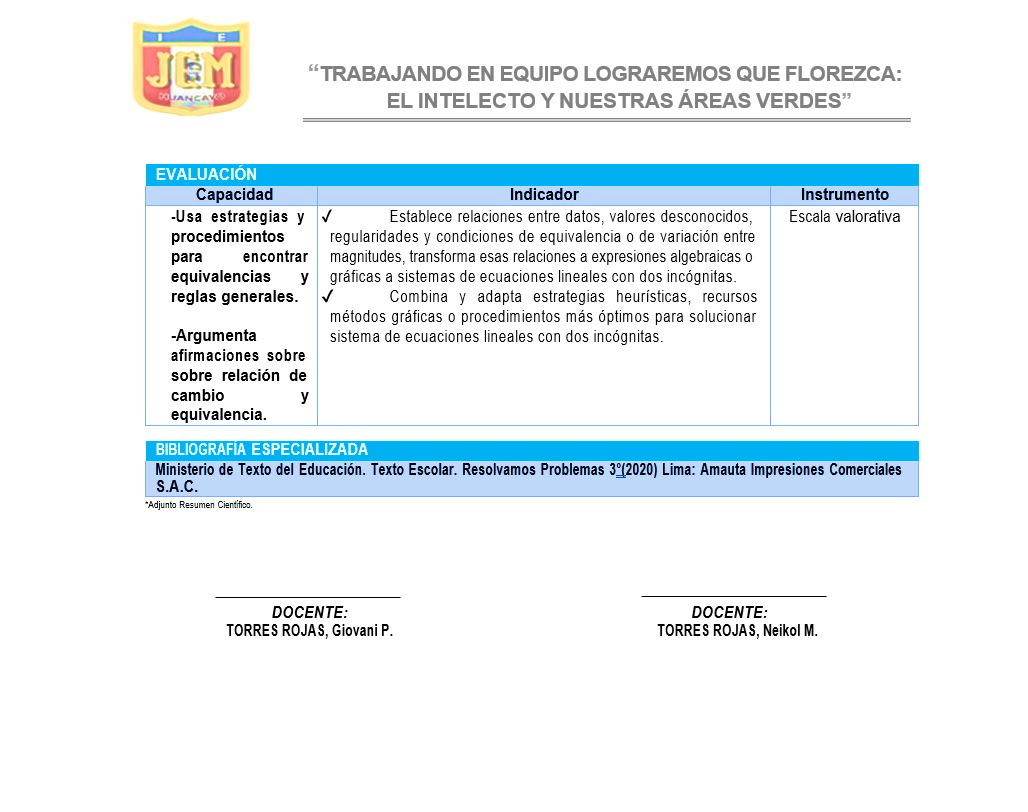 I E
JCM
JANCAY
“TRABAJANDO EN EQUIPO LOGRAREMOS QUE FLOREZCA:
EL INTELECTO Y NUESTRAS ÁREAS VERDES”
EVALUACIÓN
Capacidad Indicador Instrumento
-Usa estrategias y
procedimientos
para encontrar
equivalencias y
reglas generales.
-Argumenta
afirmaciones sobre
sobre relación de
cambio y
equivalencia.
✓ Establece relaciones entre datos, valores desconocidos,
regularidades y condiciones de equivalencia o de variación entre
magnitudes, transforma esas relaciones a expresiones algebraicas o
gráficas a sistemas de ecuaciones lineales con dos incógnitas.
✓ Combina y adapta estrategias heurísticas, recursos
métodos gráficas o procedimientos más óptimos para solucionar
sistema de ecuaciones lineales con dos incógnitas.
Escala valorativa
BIBLIOGRAFÍA ESPECIALIZADA
Ministerio de Texto del Educación. Texto Escolar. Resolvamos Problemas 3°(2020) Lima: Amauta Impresiones Comerciales
S.A.C.
*Adjunto Resumen Científico.
DOCENTE:
TORRES ROJAS, Giovani P.
DOCENTE:
TORRES ROJAS, Neikol M.